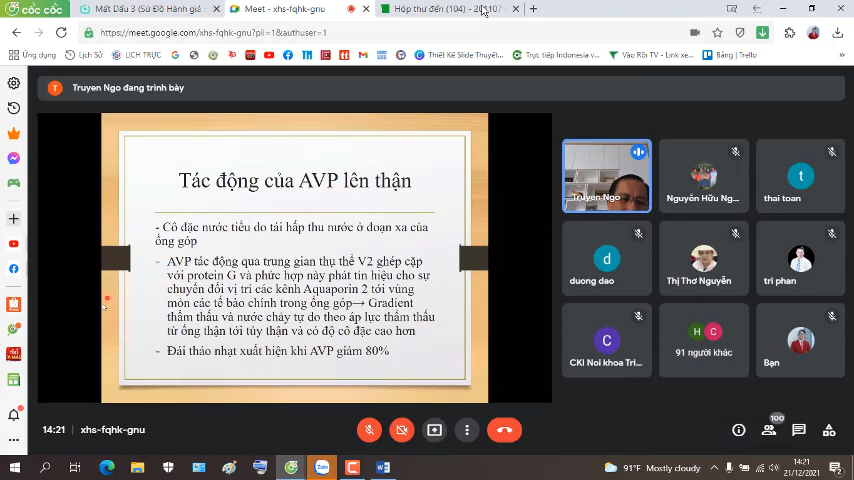 cốc cốc
Mất Dấu 3 (Sứ Đồ Hành giả
Meet - xhs-fqhk-gnu
Hộp thư đến (104) -
https://meet.google.com/xhs-fqhk-gnu?pli=1&authuser=1
Ứng dụng
Lịch Sử
LỊCH TRỰC
Thiết Kế Slide Thuyết...
Trực tiếp Indonesia v...
Vào Rồi TV - Link xe...
Bảng | Trello
T
Truyen Ngo đang trình bày
Tác động của AVP lên thận
- Cô đặc nước tiểu do tái hấp thu nước ở đoạn xa của
ống góp
- AVP tác động qua trung gian thụ thể V2 ghép cặp
với protein G và phức hợp này phát tín hiệu cho sự
chuyển đổi vị trí các kênh Aquaporin 2 tới vùng
mỏn các tế bào chính trong ống góp→ Gradient
thẩm thấu và nước chảy tự do theo áp lực thẩm thấu
từ ống thận tới tủy thận và có độ cô đặc cao hơn
- Đái tháo nhạt xuất hiện khi AVP giảm 80%
Truyen Ngo
Nguyễn Hữu Ng...
t
thai toan
d
duong dao
Thị Thơ Nguyễn
tri phan
C
CKI Noi khoa Tri...
H C
91 người khác
Bạn
14:21
xhs-fqhk-gnu
100
Zalo
91°F Mostly cloudy
14:21
21/12/2021
2